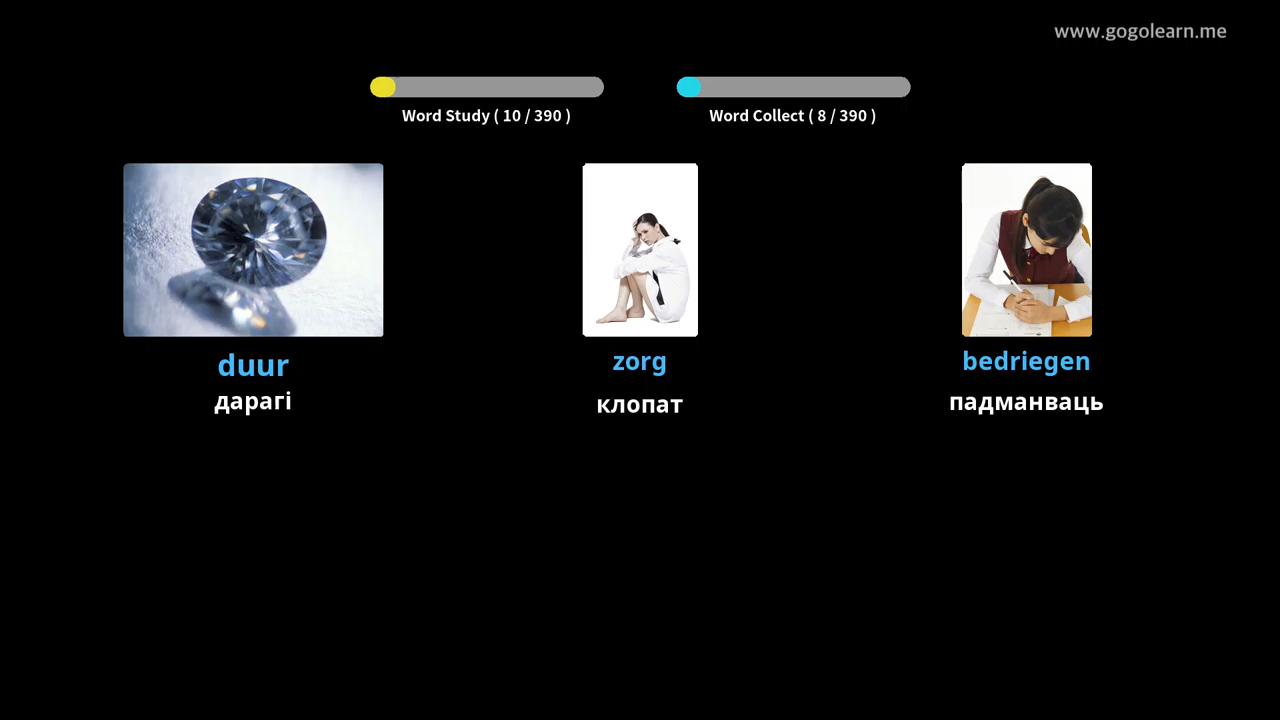 www.gogolearn.me
Word Study ( 10 / 390 )
Word Collect ( 8 / 390 )
duur
дарагі
zorg
клопат
bedriegen
падманваць